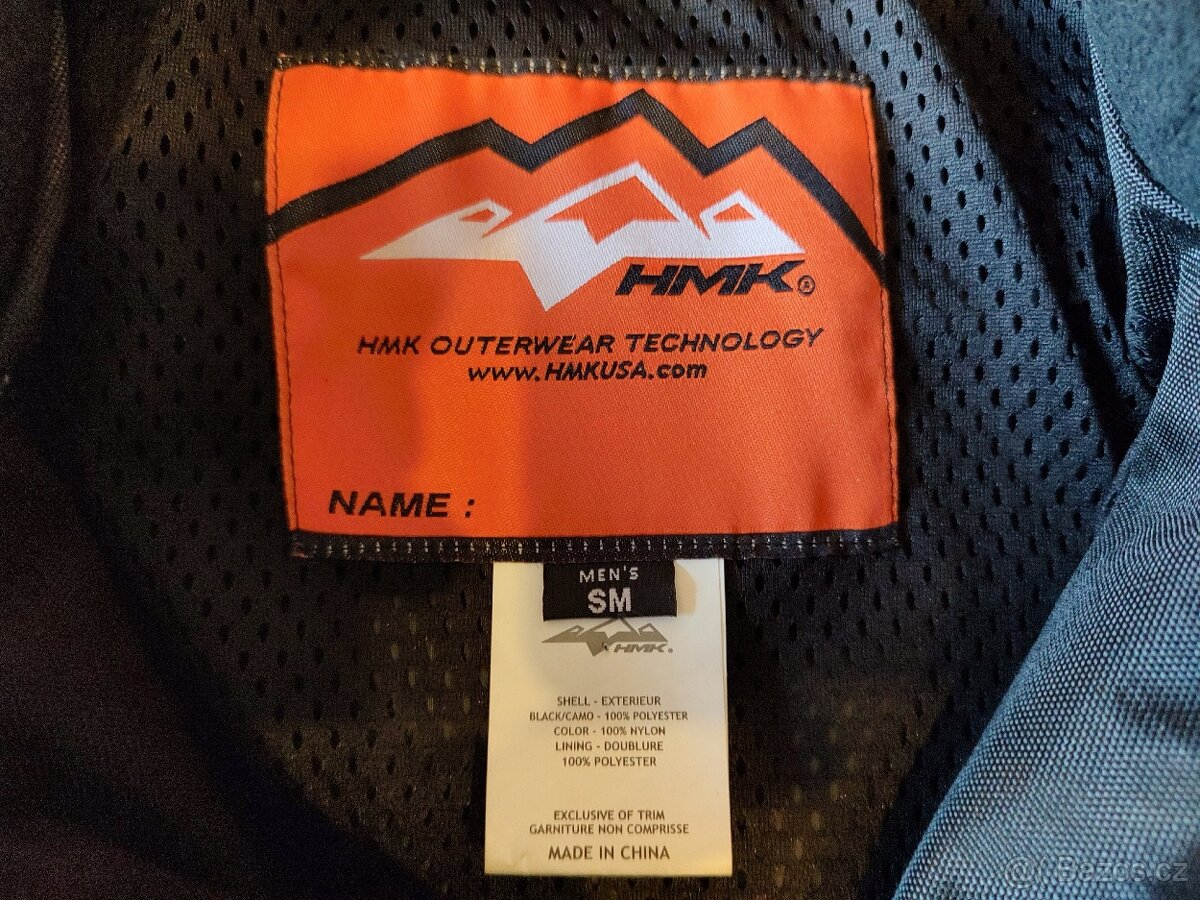 HMK®
HMK OUTERWEAR TECHNOLOGY
www.HMKUSA.com
NAME :
MEN'S
SM
HMK.
SHELL - EXTERIEUR
BLACK/CAMO - 100% POLYESTER
COLOR - 100% NYLON
LINING - DOUBLURE
100% POLYESTER
EXCLUSIVE OF TRIM
GARNITURE NON COMPRISSE
MADE IN CHINA
Bazos.cz